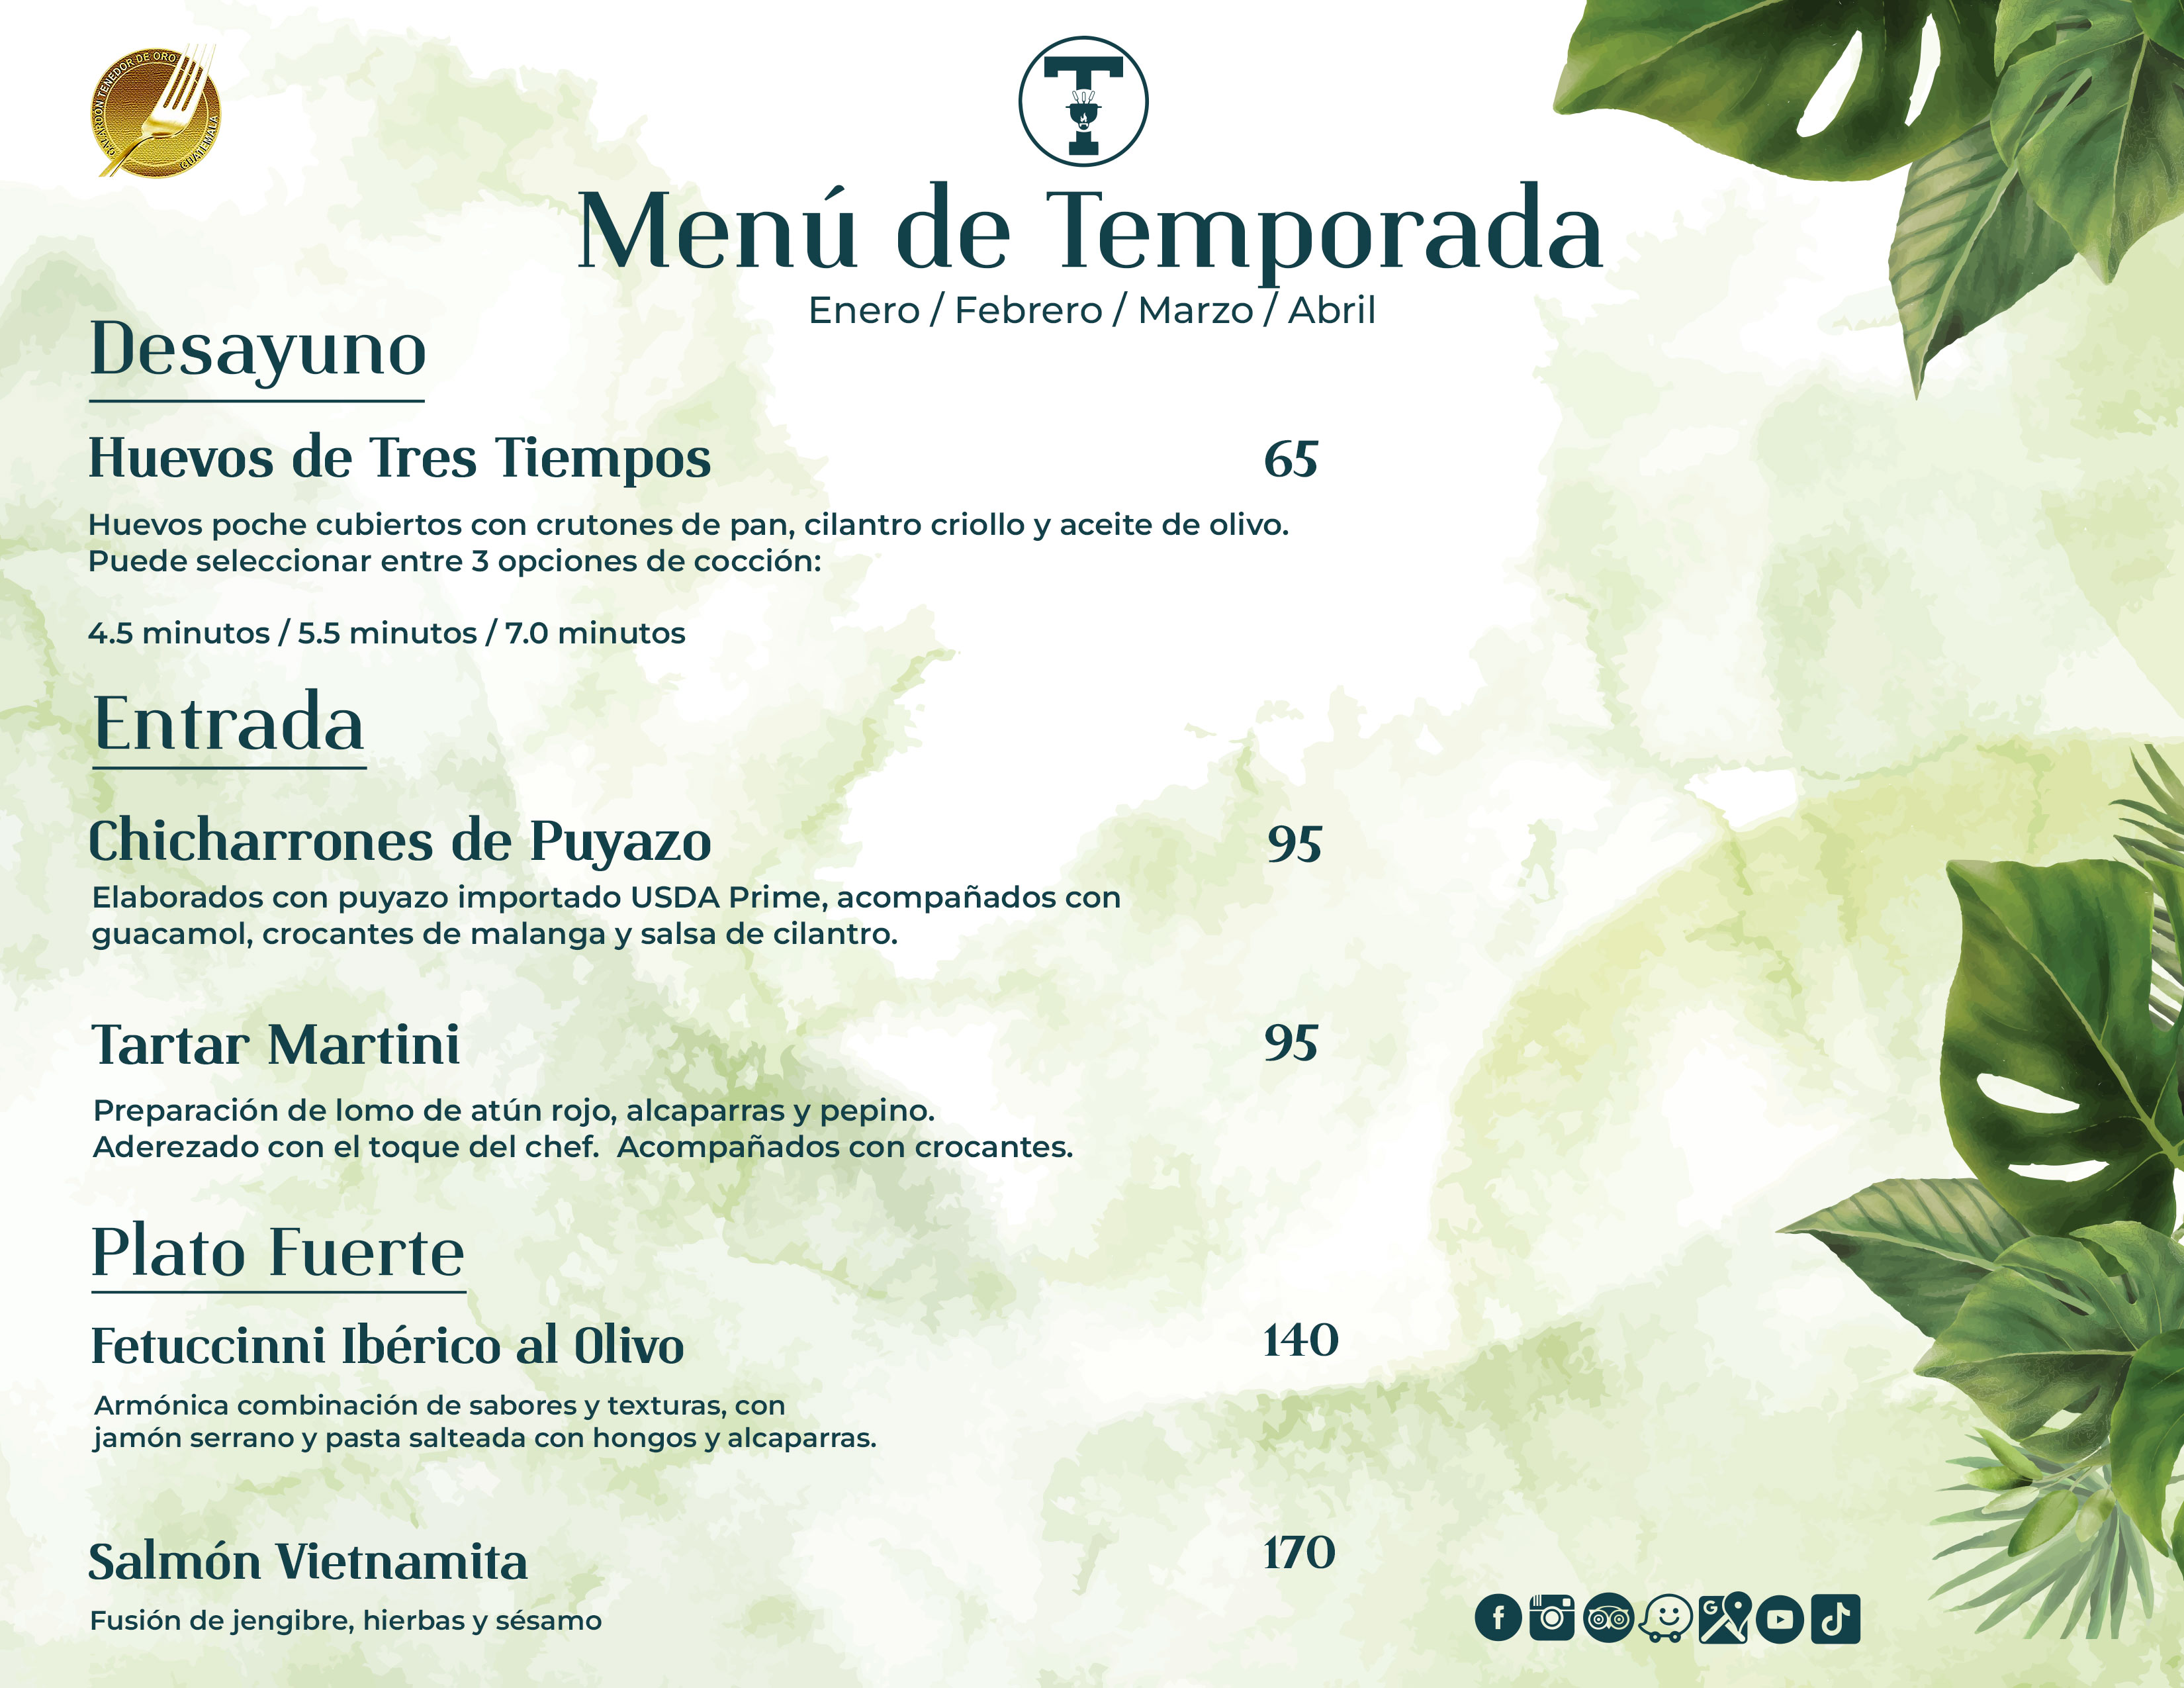 GALARDON TENEDOR DE ORO
GUATEMALA
T
Menú de Temporada
Enero / Febrero / Marzo / Abril
Desayuno
Huevos de Tres Tiempos 65
Huevos poche cubiertos con crutones de pan, cilantro criollo y aceite de olivo.
Puede seleccionar entre 3 opciones de cocción:
4.5 minutos / 5.5 minutos / 7.0 minutos
Entrada
Chicharrones de Puyazo 95
Elaborados con puyazo importado USDA Prime, acompañados con
guacamol, crocantes de malanga y salsa de cilantro.
Tartar Martini 95
Preparación de lomo de atún rojo, alcaparras y pepino.
Aderezado con el toque del chef.  Acompañados con crocantes.
Plato Fuerte
Fetuccinni Ibérico al Olivo 140
Armónica combinación de sabores y texturas, con
jamón serrano y pasta salteada con hongos y alcaparras.
Salmón Vietnamita 170
Fusión de jengibre, hierbas y sésamo